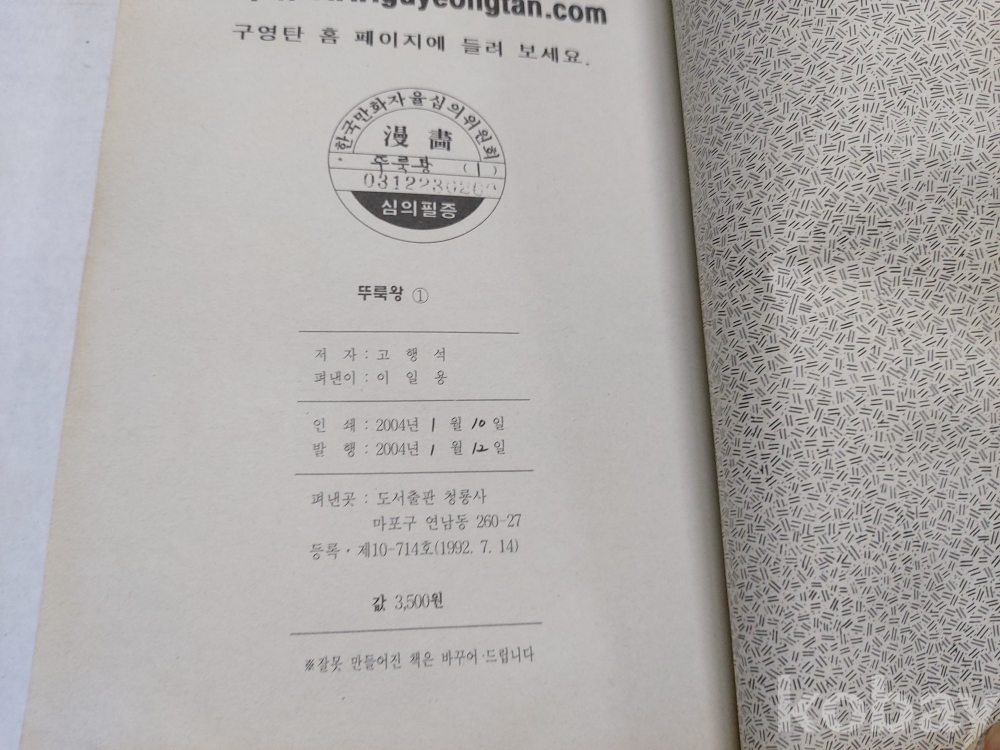 guyeongtan.com
구영탄 홈 페이지에 들러 보세요.
한국만화자율심의위원회
漫畵
뚜룩왕 (1)
심의필증
뚜룩왕 ①
저 자 : 고 행 석
펴낸이 : 이 일 용
인 쇄 : 2004년 1 월 10 일
발 행 : 2004년 1 월 12 일
펴낸곳 : 도서출판 청룡사
마포구 연남동 260-27
등록 · 제10-714호(1992. 7. 14)
값 3,500원
※잘못 만들어진 책은 바꾸어 드립니다
kobay